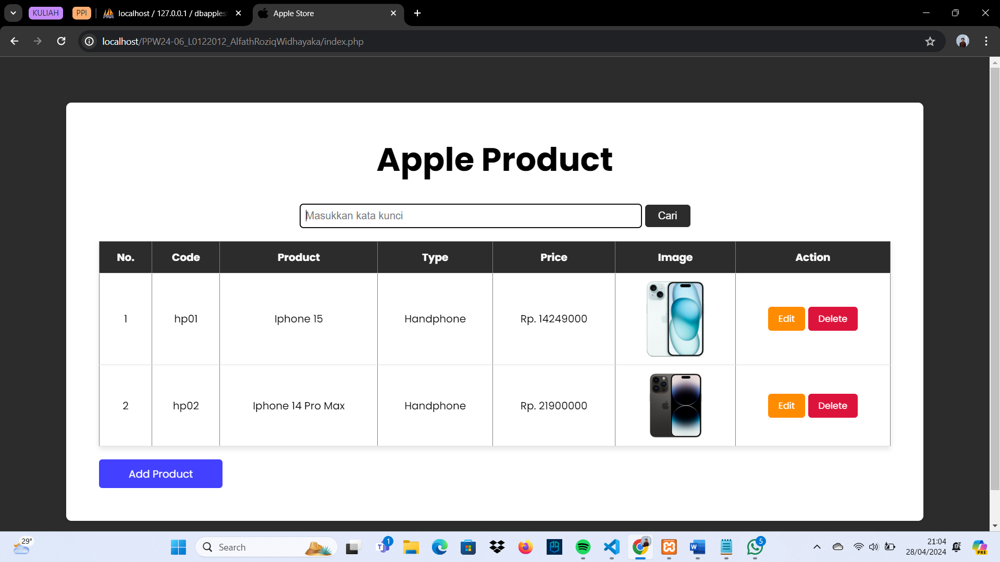 KULIAH
PPI
localhost / 127.0.0.1 / dbapples
Apple Store
localhost/PPW24-06_L0122012_AlfathRoziqWidhayaka/index.php
Apple Product
Masukkan kata kunci
Cari
No. Code Product Type Price Image Action
1 hp01 Iphone 15 Handphone Rp. 14249000 Edit Delete
2 hp02 Iphone 14 Pro Max Handphone Rp. 21900000 Edit Delete
Add Product
29°
Search
1
5
21:04
28/04/2024
PRE